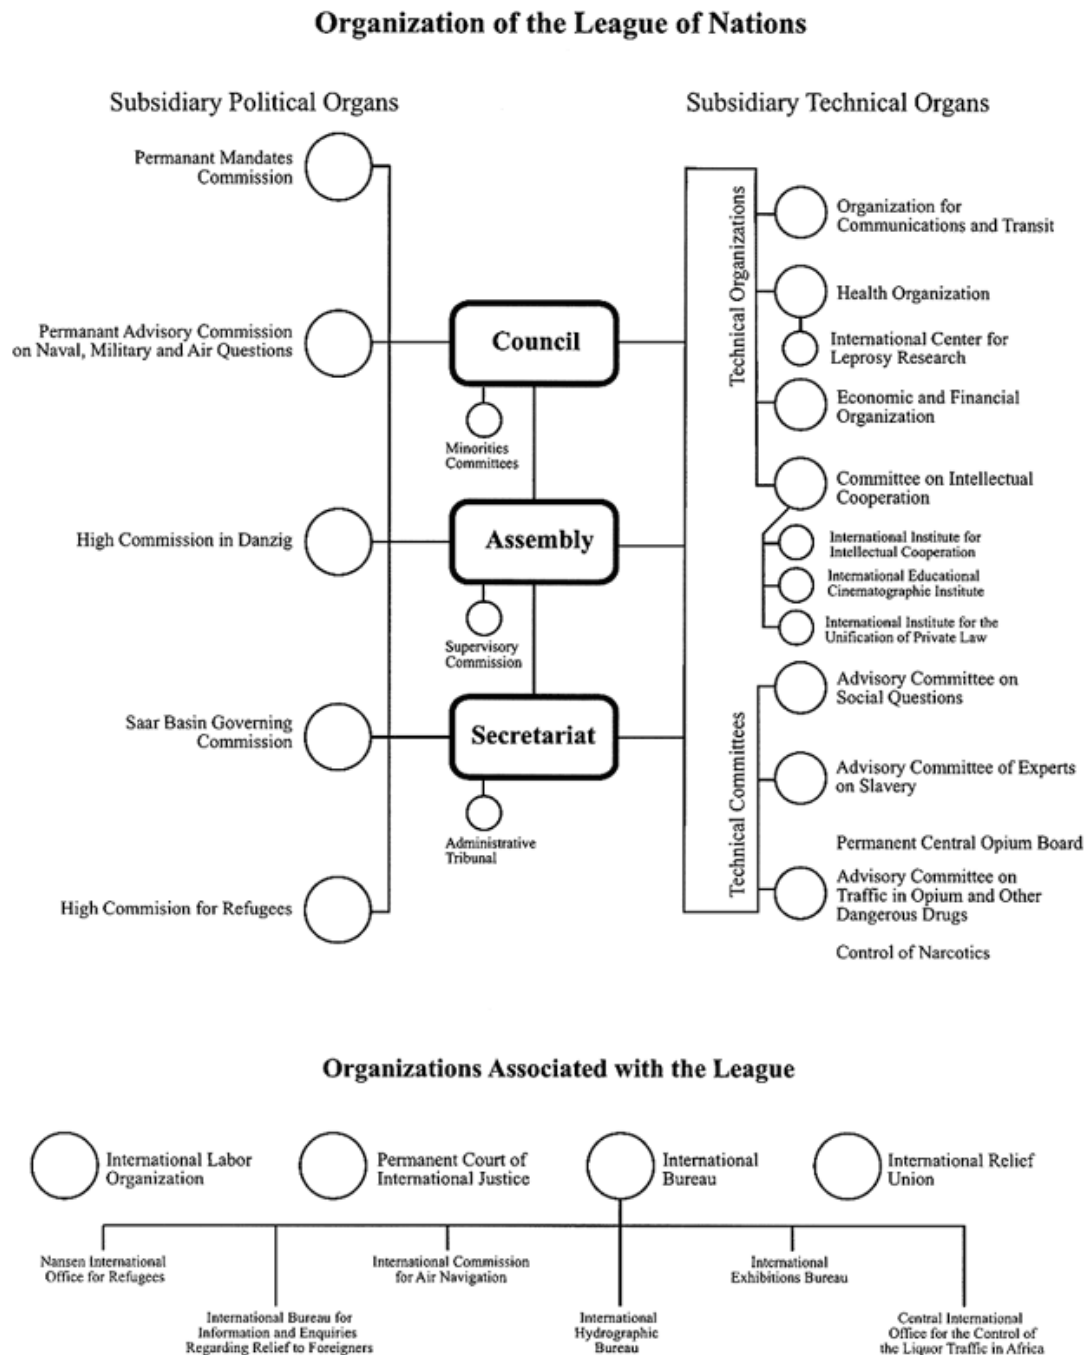 Organization of the League of Nations
Subsidiary Political Organs
Subsidiary Technical Organs
Permanant Mandates
Commission
Permanant Advisory Commission
on Naval, Military and Air Questions
High Commission in Danzig
Saar Basin Governing
Commission
High Commision for Refugees
Council
Minorities
Committees
Assembly
Supervisory
Commission
Secretariat
Administrative
Tribunal
Technical Organizations
Organization for
Communications and Transit
Health Organization
International Center for
Leprosy Research
Economic and Financial
Organization
Committee on Intellectual
Cooperation
International Institute for
Intellectual Cooperation
International Educational
Cinematographic Institute
International Institute for the
Unification of Private Law
Technical Committees
Advisory Committee on
Social Questions
Advisory Committee of Experts
on Slavery
Permanent Central Opium Board
Advisory Committee on
Traffic in Opium and Other
Dangerous Drugs
Control of Narcotics
Organizations Associated with the League
International Labor
Organization
Permanent Court of
International Justice
International
Bureau
International Relief
Union
Nansen International
Office for Refugees
International Bureau for
Information and Enquiries
Regarding Relief to Foreigners
International Commission
for Air Navigation
International
Hydrographic
Bureau
International
Exhibitions Bureau
Central International
Office for the Control of
the Liquor Traffic in Africa